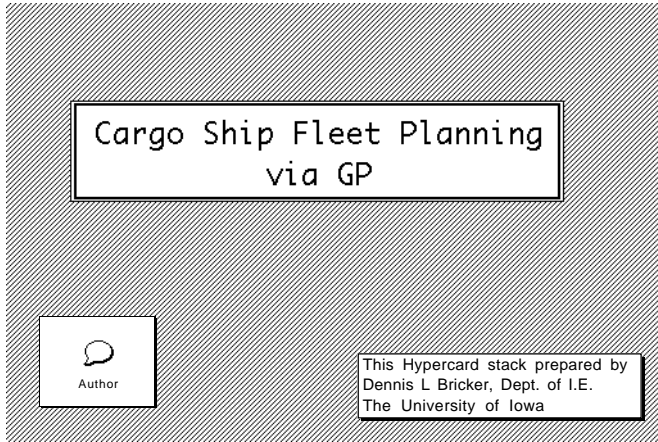 Cargo Ship Fleet Planning
via GP
Author
This Hypercard stack prepared by
Dennis L Bricker, Dept. of I.E.
The University of Iowa